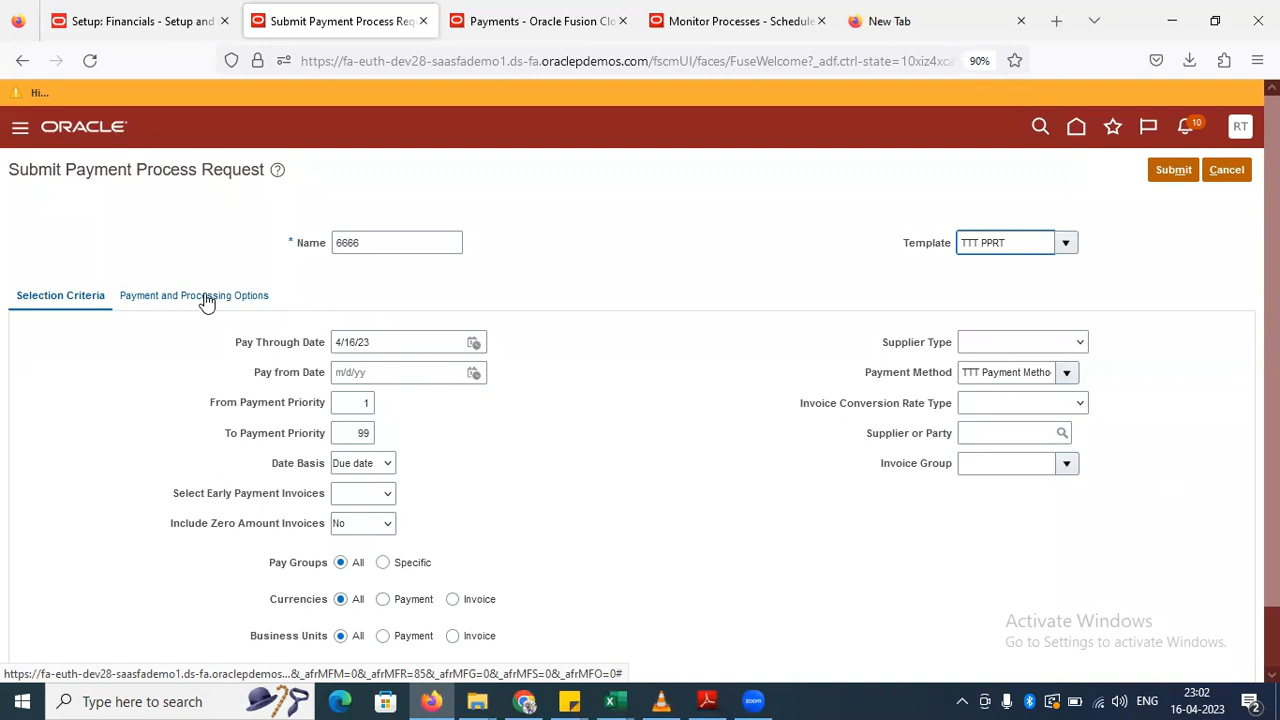 Setup: Financials - Setup and
Submit Payment Process Req
Payments - Oracle Fusion Clo
Monitor Processes - Schedule
New Tab
https://fa-euth-dev28-saasfademo1.ds-fa.oraclepdemos.com/fscmUI/faces/FuseWelcome?_adf.ctrl-state=10xiz4xca
90%
Hi...
ORACLE
10
RT
Submit Payment Process Request
Submit
Cancel
* Name 6666
Template TTT PPRT
Selection Criteria
Payment and Processing Options
Pay Through Date 4/16/23
Supplier Type
Pay from Date m/d/yy
Payment Method TTT Payment Metho
From Payment Priority 1
Invoice Conversion Rate Type
To Payment Priority 99
Supplier or Party
Date Basis Due date
Invoice Group
Select Early Payment Invoices
Include Zero Amount Invoices No
Pay Groups All Specific
Currencies All Payment Invoice
Business Units All Payment Invoice
Activate Windows
Go to Settings to activate Windows.
https://fa-euth-dev28-saasfademo1.ds-fa.oraclepdemos...&_afrMFM=0&_afrMFR=85&_afrMFG=0&_afrMFS=0&_afrMFO=0#
Type here to search
ENG
23:02
16-04-2023
2